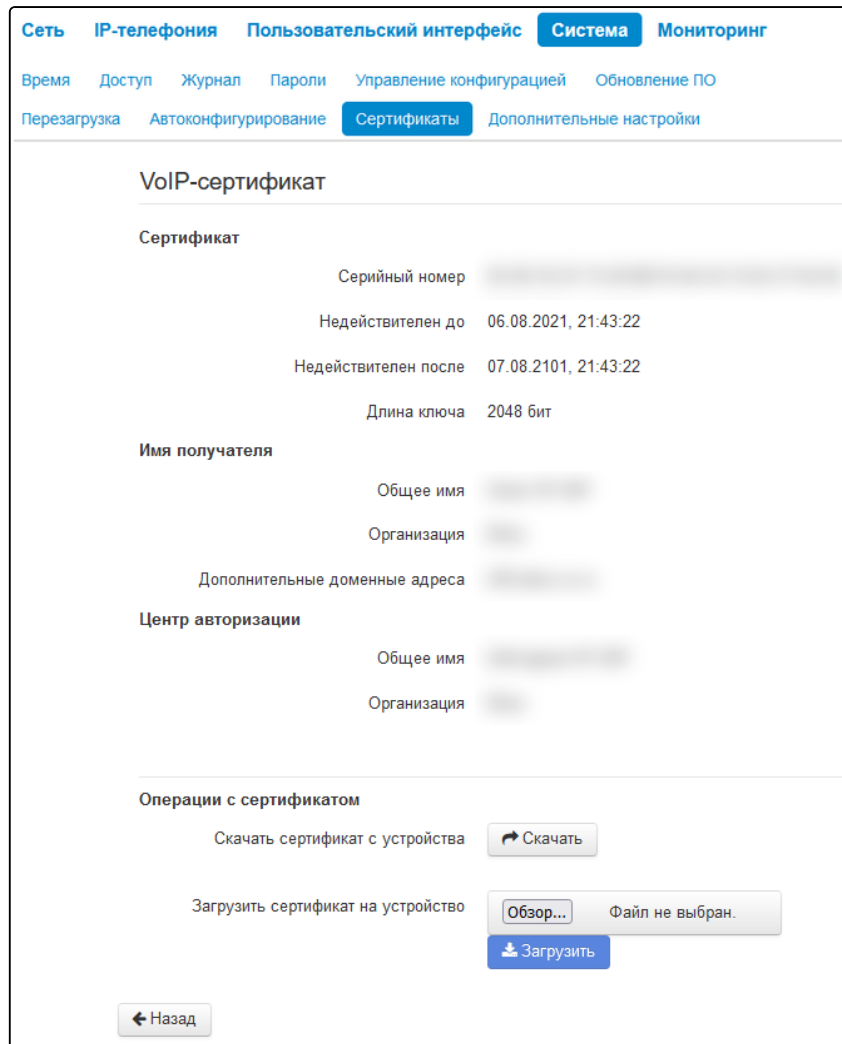 Сеть IP-телефония Пользовательский интерфейс Система Мониторинг
Время Доступ Журнал Пароли Управление конфигурацией Обновление ПО
Перезагрузка Автоконфигурирование Сертификаты Дополнительные настройки
VoIP-сертификат
Сертификат
Серийный номер
Недействителен до 06.08.2021, 21:43:22
Недействителен после 07.08.2101, 21:43:22
Длина ключа 2048 бит
Имя получателя
Общее имя
Организация
Дополнительные доменные адреса
Центр авторизации
Общее имя
Организация
Операции с сертификатом
Скачать сертификат с устройства Скачать
Загрузить сертификат на устройство Обзор... Файл не выбран.
Загрузить
Назад